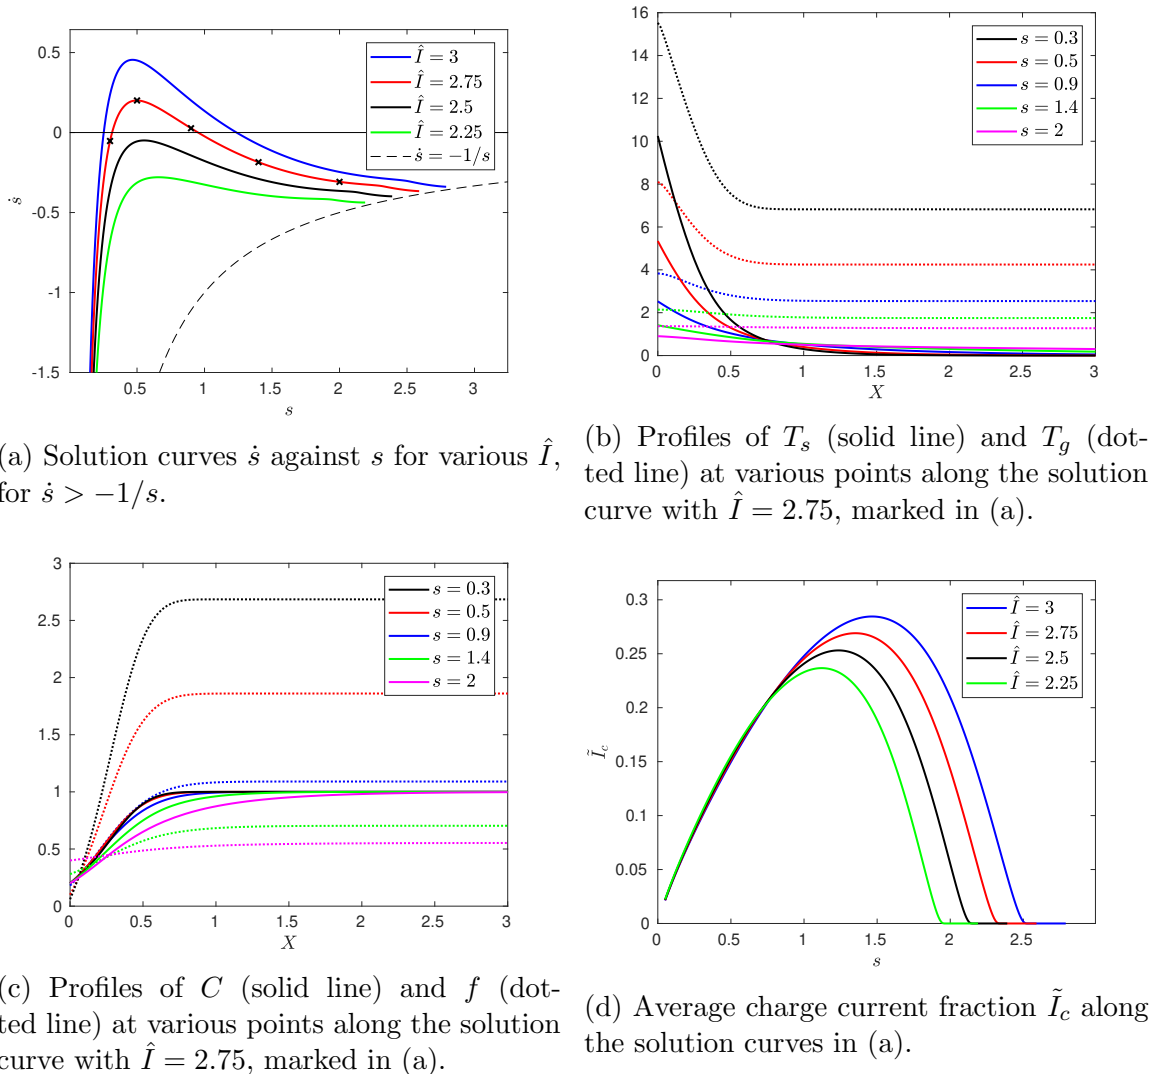 0.5
0
-0.5
-1
-1.5
ṡ
0.5
1
1.5
2
2.5
3
s
Î = 3
Î = 2.75
Î = 2.5
Î = 2.25
ṡ = −1/s
(a) Solution curves ṡ against s for various Î,
for ṡ > −1/s.
16
14
12
10
8
6
4
2
0
0
0.5
1
1.5
2
2.5
3
X
s = 0.3
s = 0.5
s = 0.9
s = 1.4
s = 2
(b) Profiles of Tₛ (solid line) and T_g (dot-
ted line) at various points along the solution
curve with Î = 2.75, marked in (a).
3
2.5
2
1.5
1
0.5
0
0
0.5
1
1.5
2
2.5
3
X
s = 0.3
s = 0.5
s = 0.9
s = 1.4
s = 2
(c) Profiles of C (solid line) and f (dot-
ted line) at various points along the solution
curve with Î = 2.75, marked in (a).
0.3
0.25
0.2
0.15
0.1
0.05
0
Ĩ_c
0
0.5
1
1.5
2
2.5
s
Î = 3
Î = 2.75
Î = 2.5
Î = 2.25
(d) Average charge current fraction Ĩ_c along
the solution curves in (a).